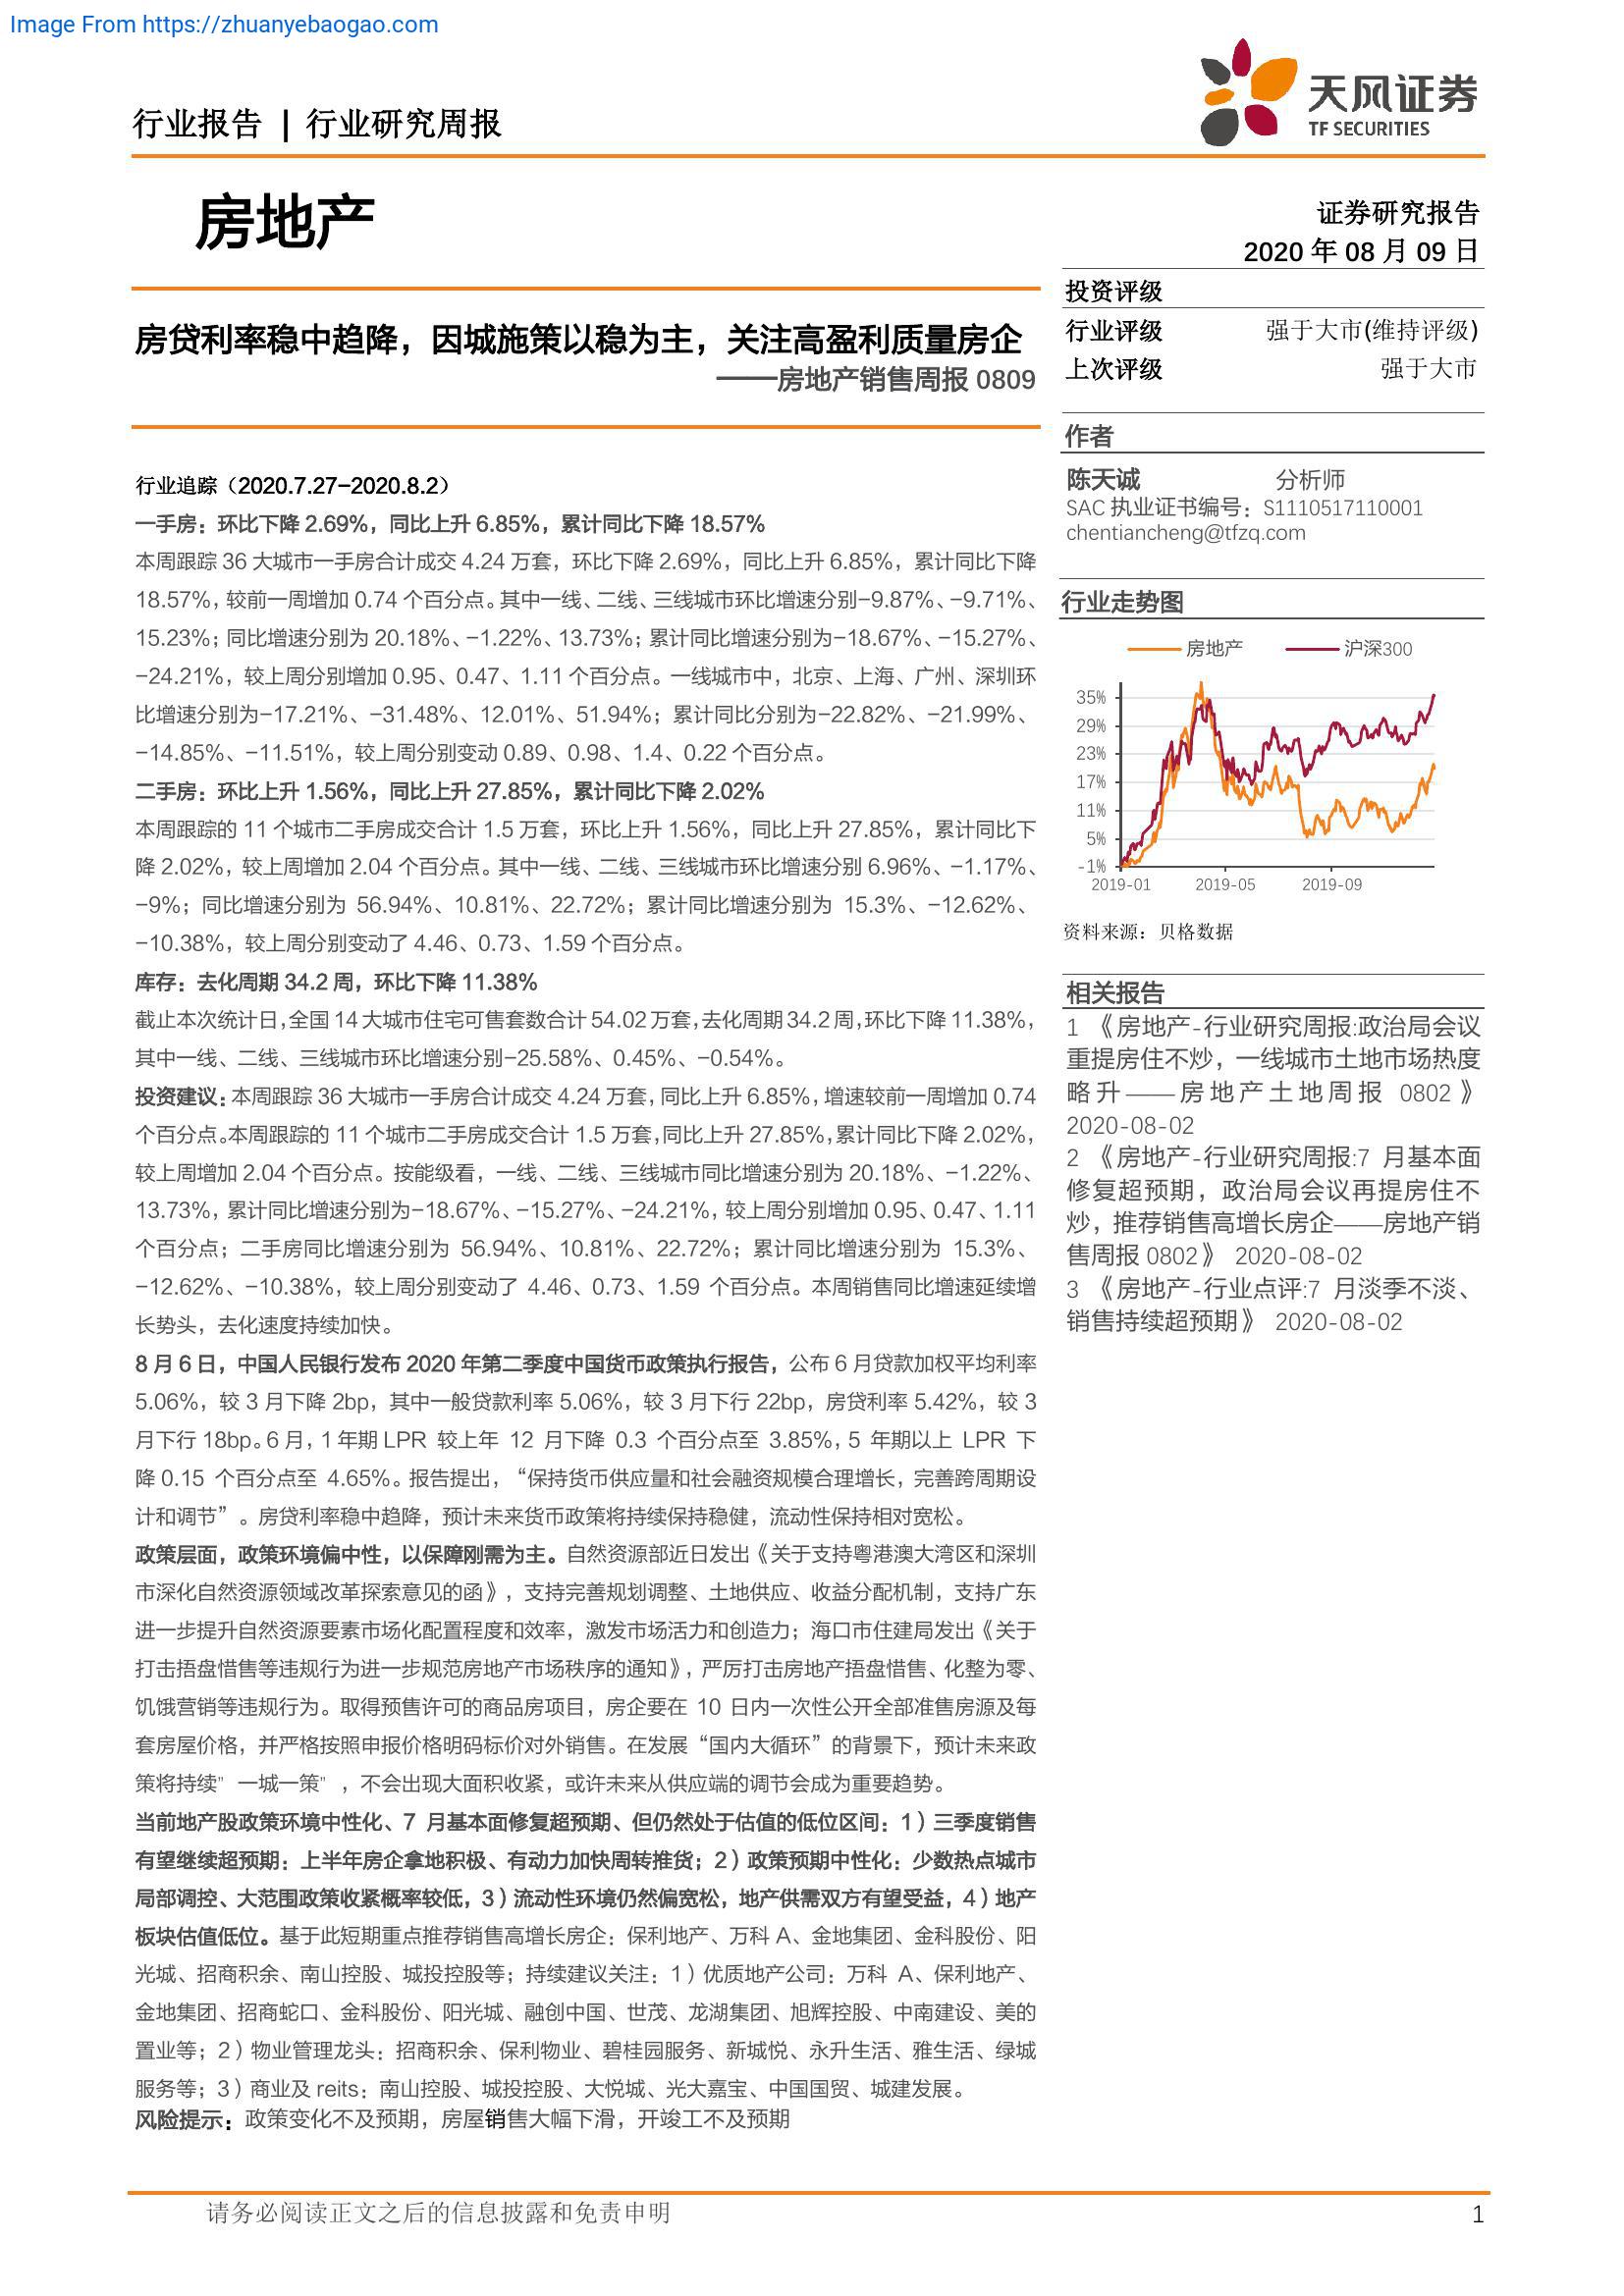 Image From https://zhuanyebaogao.com
行业报告 | 行业研究周报
天风证券
TF SECURITIES
房地产
证券研究报告
2020 年 08 月 09 日
房贷利率稳中趋降，因城施策以稳为主，关注高盈利质量房企
——房地产销售周报 0809
投资评级
行业评级 强于大市(维持评级)
上次评级 强于大市
作者
陈天诚 分析师
SAC 执业证书编号：S1110517110001
chentiancheng@tfzq.com
行业走势图
房地产 沪深300
35%
29%
23%
17%
11%
5%
-1%
2019-01 2019-05 2019-09
资料来源：贝格数据
相关报告
1 《房地产-行业研究周报:政治局会议
重提房住不炒，一线城市土地市场热度
略升——房地产土地周报 0802》
2020-08-02
2 《房地产-行业研究周报:7 月基本面
修复超预期，政治局会议再提房住不
炒，推荐销售高增长房企——房地产销
售周报 0802》 2020-08-02
3 《房地产-行业点评:7 月淡季不淡、
销售持续超预期》 2020-08-02
行业追踪（2020.7.27-2020.8.2）
一手房：环比下降 2.69%，同比上升 6.85%，累计同比下降 18.57%
本周跟踪 36 大城市一手房合计成交 4.24 万套，环比下降 2.69%，同比上升 6.85%，累计同比下降
18.57%，较前一周增加 0.74 个百分点。其中一线、二线、三线城市环比增速分别-9.87%、-9.71%、
15.23%；同比增速分别为 20.18%、-1.22%、13.73%；累计同比增速分别为-18.67%、-15.27%、
-24.21%，较上周分别增加 0.95、0.47、1.11 个百分点。一线城市中，北京、上海、广州、深圳环
比增速分别为-17.21%、-31.48%、12.01%、51.94%；累计同比分别为-22.82%、-21.99%、
-14.85%、-11.51%，较上周分别变动 0.89、0.98、1.4、0.22 个百分点。
二手房：环比上升 1.56%，同比上升 27.85%，累计同比下降 2.02%
本周跟踪的 11 个城市二手房成交合计 1.5 万套，环比上升 1.56%，同比上升 27.85%，累计同比下
降 2.02%，较上周增加 2.04 个百分点。其中一线、二线、三线城市环比增速分别 6.96%、-1.17%、
-9%；同比增速分别为 56.94%、10.81%、22.72%；累计同比增速分别为 15.3%、-12.62%、
-10.38%，较上周分别变动了 4.46、0.73、1.59 个百分点。
库存：去化周期 34.2 周，环比下降 11.38%
截止本次统计日，全国 14 大城市住宅可售套数合计 54.02 万套，去化周期 34.2 周，环比下降 11.38%，
其中一线、二线、三线城市环比增速分别-25.58%、0.45%、-0.54%。
投资建议：本周跟踪 36 大城市一手房合计成交 4.24 万套，同比上升 6.85%，增速较前一周增加 0.74
个百分点。本周跟踪的 11 个城市二手房成交合计 1.5 万套，同比上升 27.85%，累计同比下降 2.02%，
较上周增加 2.04 个百分点。按能级看，一线、二线、三线城市同比增速分别为 20.18%、-1.22%、
13.73%，累计同比增速分别为-18.67%、-15.27%、-24.21%，较上周分别增加 0.95、0.47、1.11
个百分点；二手房同比增速分别为 56.94%、10.81%、22.72%；累计同比增速分别为 15.3%、
-12.62%、-10.38%，较上周分别变动了 4.46、0.73、1.59 个百分点。本周销售同比增速延续增
长势头，去化速度持续加快。
8 月 6 日，中国人民银行发布 2020 年第二季度中国货币政策执行报告，公布 6 月贷款加权平均利率
5.06%，较 3 月下降 2bp，其中一般贷款利率 5.06%，较 3 月下行 22bp，房贷利率 5.42%，较 3
月下行 18bp。6 月，1 年期 LPR 较上年 12 月下降 0.3 个百分点至 3.85%，5 年期以上 LPR 下
降 0.15 个百分点至 4.65%。报告提出，“保持货币供应量和社会融资规模合理增长，完善跨周期设
计和调节”。房贷利率稳中趋降，预计未来货币政策将持续保持稳健，流动性保持相对宽松。
政策层面，政策环境偏中性，以保障刚需为主。自然资源部近日发出《关于支持粤港澳大湾区和深圳
市深化自然资源领域改革探索意见的函》，支持完善规划调整、土地供应、收益分配机制，支持广东
进一步提升自然资源要素市场化配置程度和效率，激发市场活力和创造力；海口市住建局发出《关于
打击捂盘惜售等违规行为进一步规范房地产市场秩序的通知》，严厉打击房地产捂盘惜售、化整为零、
饥饿营销等违规行为。取得预售许可的商品房项目，房企要在 10 日内一次性公开全部准售房源及每
套房屋价格，并严格按照申报价格明码标价对外销售。在发展“国内大循环”的背景下，预计未来政
策将持续”一城一策”，不会出现大面积收紧，或许未来从供应端的调节会成为重要趋势。
当前地产股政策环境中性化、7 月基本面修复超预期、但仍然处于估值的低位区间：1）三季度销售
有望继续超预期：上半年房企拿地积极、有动力加快周转推货；2）政策预期中性化：少数热点城市
局部调控、大范围政策收紧概率较低，3）流动性环境仍然偏宽松，地产供需双方有望受益，4）地产
板块估值低位。基于此短期重点推荐销售高增长房企：保利地产、万科 A、金地集团、金科股份、阳
光城、招商积余、南山控股、城投控股等；持续建议关注：1）优质地产公司：万科 A、保利地产、
金地集团、招商蛇口、金科股份、阳光城、融创中国、世茂、龙湖集团、旭辉控股、中南建设、美的
置业等；2）物业管理龙头：招商积余、保利物业、碧桂园服务、新城悦、永升生活、雅生活、绿城
服务等；3）商业及 reits：南山控股、城投控股、大悦城、光大嘉宝、中国国贸、城建发展。
风险提示：政策变化不及预期，房屋销售大幅下滑，开竣工不及预期
请务必阅读正文之后的信息披露和免责申明 1